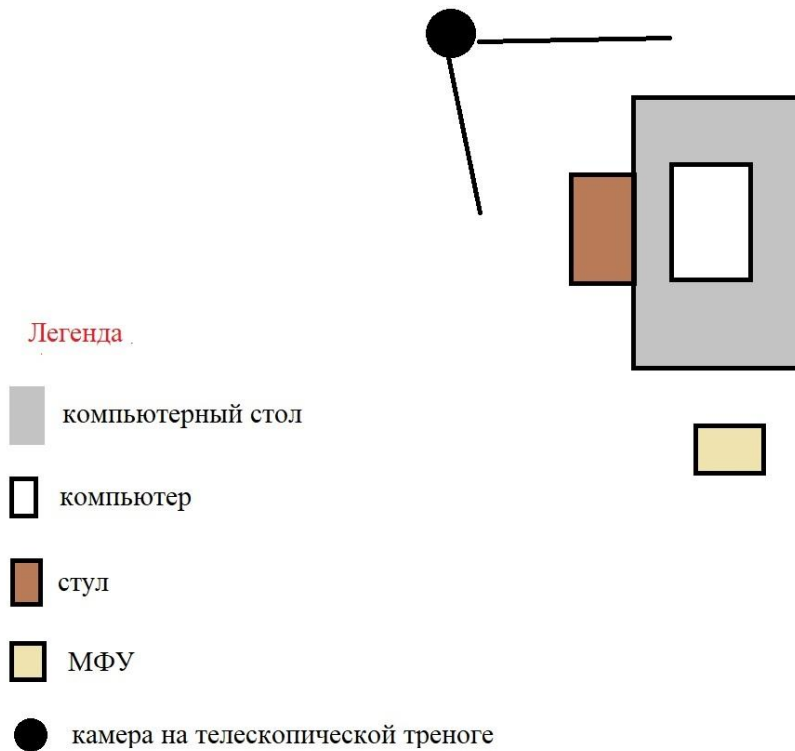 Легенда
компьютерный стол
компьютер
стул
МФУ
камера на телескопической треноге